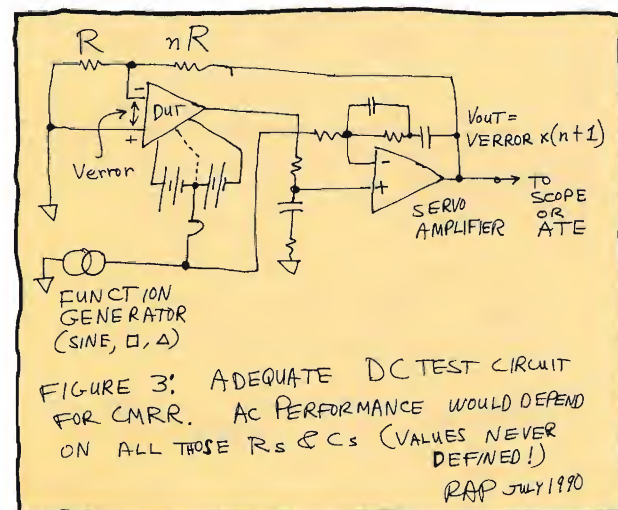 R
nR
-
DUT
+
Verror
VOUT =
VERROR x (n+1)
-
+
SERVO
AMPLIFIER
TO
SCOPE
OR
ATE
FUNCTION
GENERATOR
(SINE, □, △)
FIGURE 3: ADEQUATE DC TEST CIRCUIT
FOR CMRR. AC PERFORMANCE WOULD DEPEND
ON ALL THOSE Rs & Cs (VALUES NEVER
DEFINED!)
RAP JULY 1990